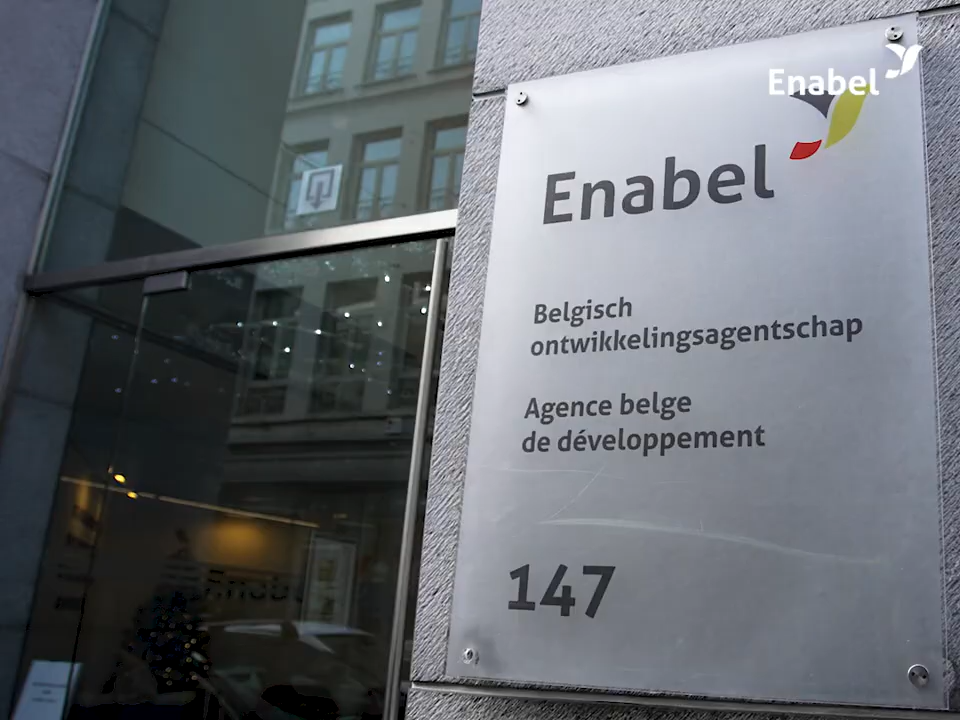 Enabel
Enabel
Belgisch
ontwikkelingsagentschap
Agence belge
de développement
147